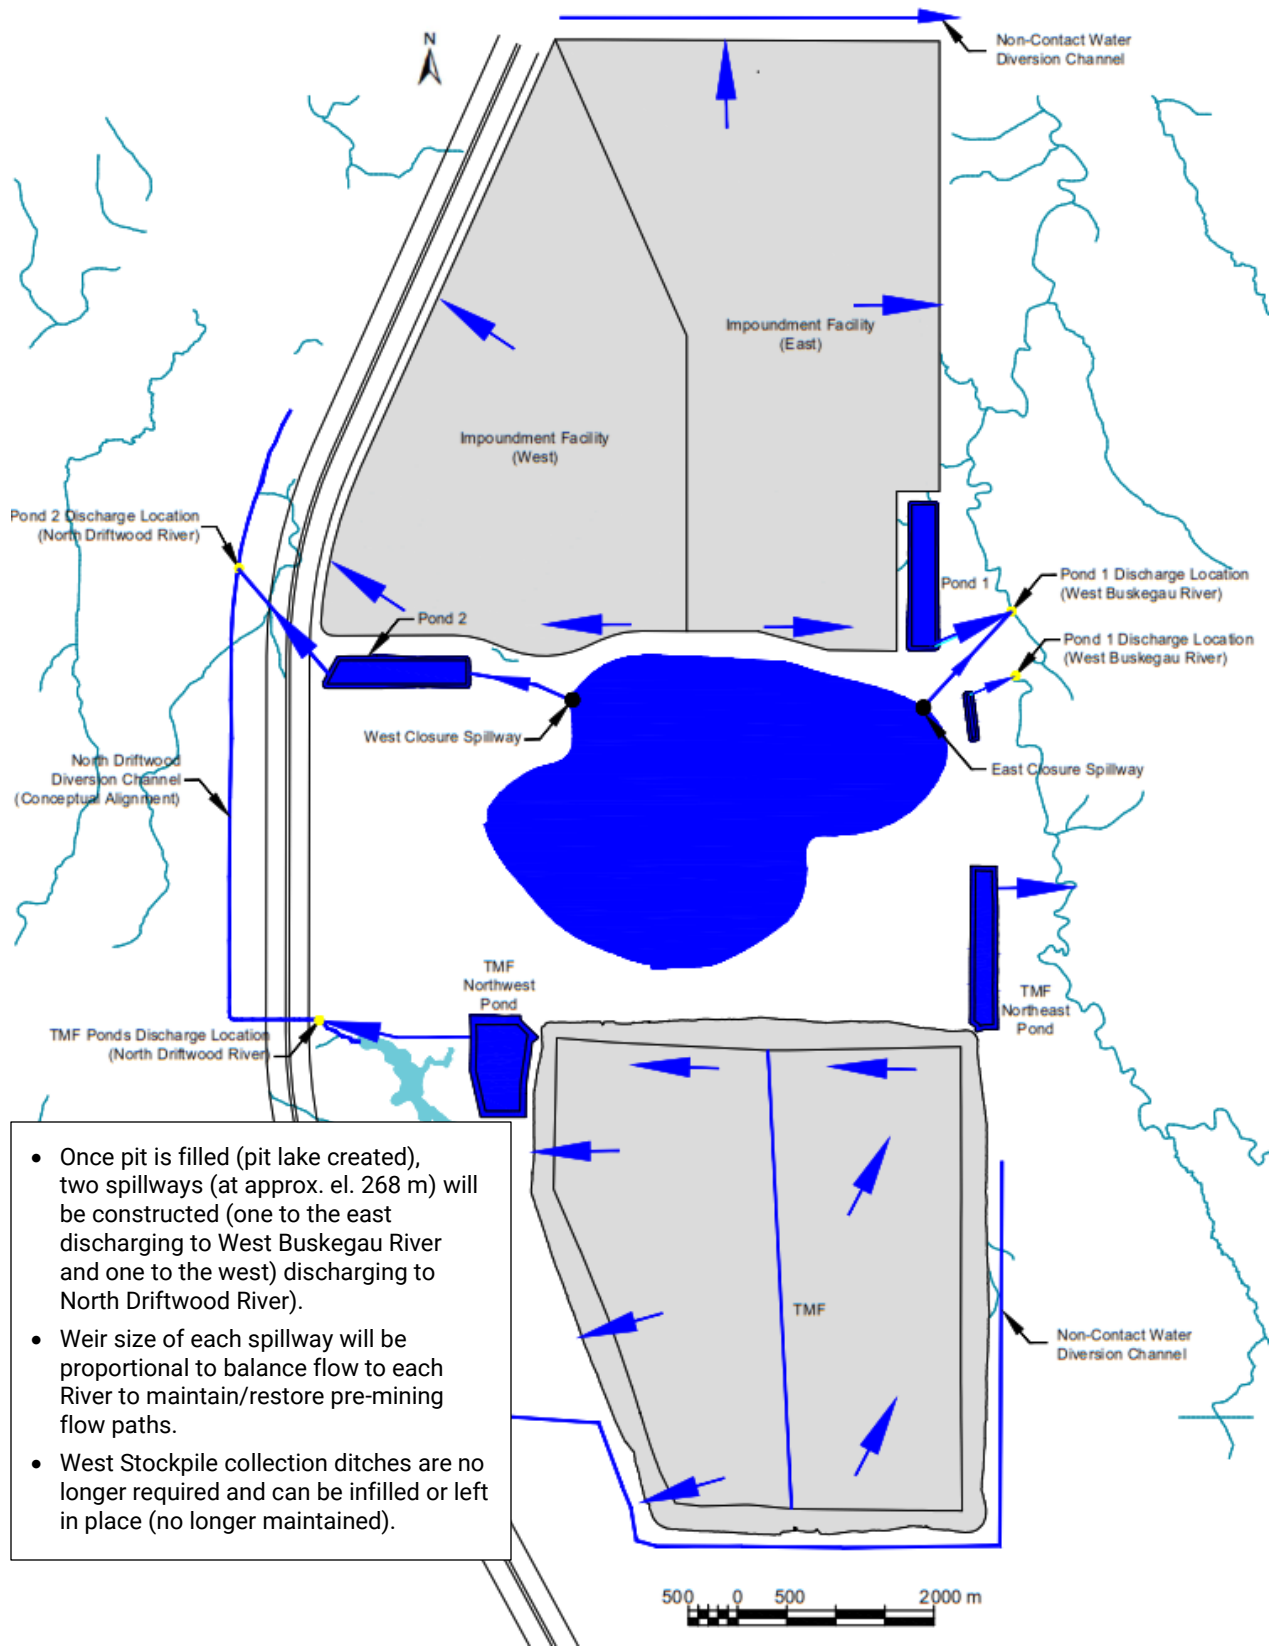 N
Non-Contact Water
Diversion Channel
Impoundment Facility
(East)
Impoundment Facility
(West)
Pond 2 Discharge Location
(North Driftwood River)
Pond 1
Pond 1 Discharge Location
(West Buskegau River)
Pond 2
Pond 1 Discharge Location
(West Buskegau River)
West Closure Spillway
East Closure Spillway
North Driftwood
Diversion Channel
(Conceptual Alignment)
TMF
Northwest
Pond
TMF
Northeast
Pond
TMF Ponds Discharge Location
(North Driftwood River)
• Once pit is filled (pit lake created),
two spillways (at approx. el. 268 m) will
be constructed (one to the east
discharging to West Buskegau River
and one to the west) discharging to
North Driftwood River).
• Weir size of each spillway will be
proportional to balance flow to each
River to maintain/restore pre-mining
flow paths.
• West Stockpile collection ditches are no
longer required and can be infilled or left
in place (no longer maintained).
TMF
Non-Contact Water
Diversion Channel
500 0 500 2000 m